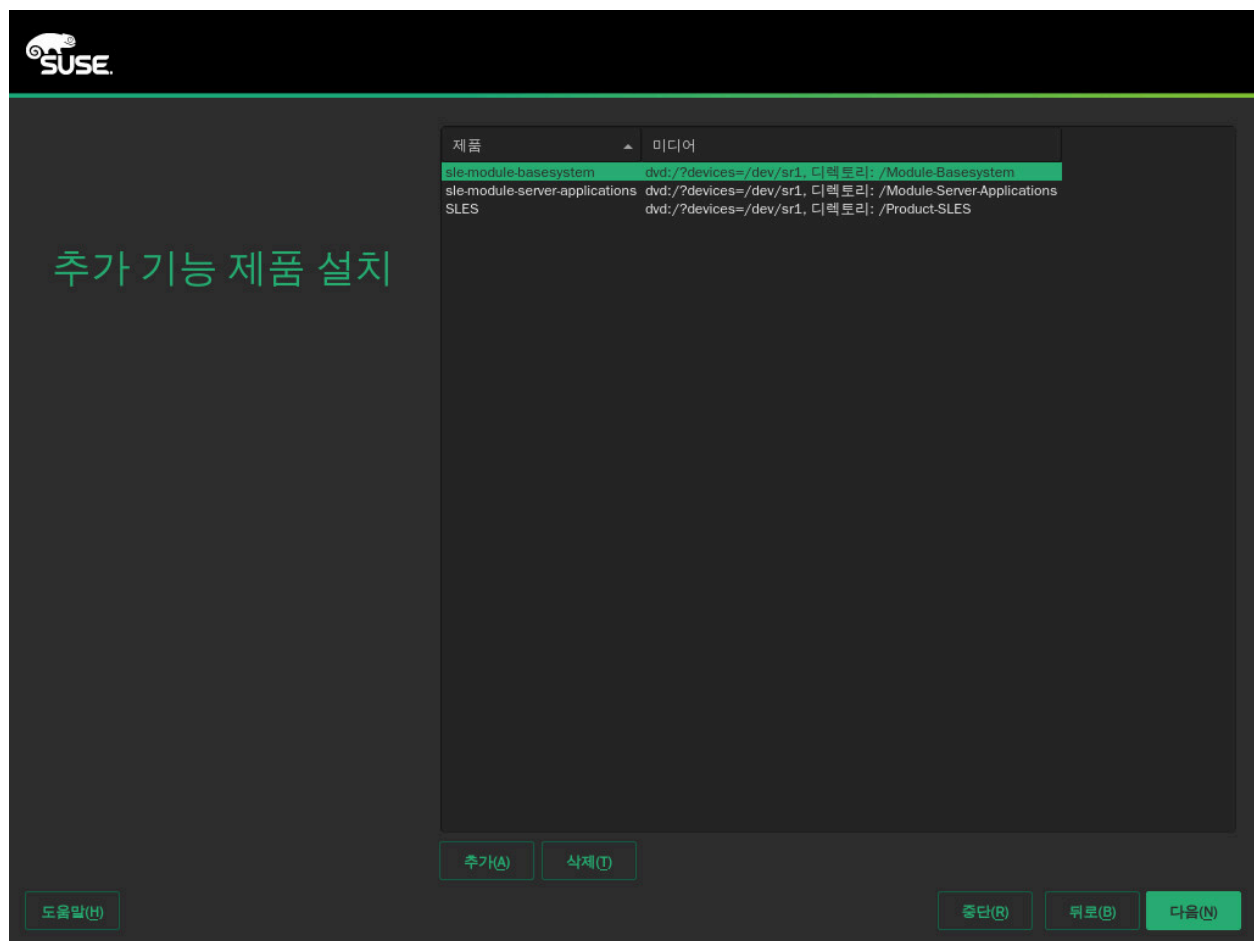 SUSE.
제품 미디어
sle-module-basesystem dvd:/?devices=/dev/sr1, 디렉토리: /Module-Basesystem
sle-module-server-applications dvd:/?devices=/dev/sr1, 디렉토리: /Module-Server-Applications
SLES dvd:/?devices=/dev/sr1, 디렉토리: /Product-SLES
추가 기능 제품 설치
추가(A) 삭제(T)
도움말(H) 중단(R) 뒤로(B) 다음(N)